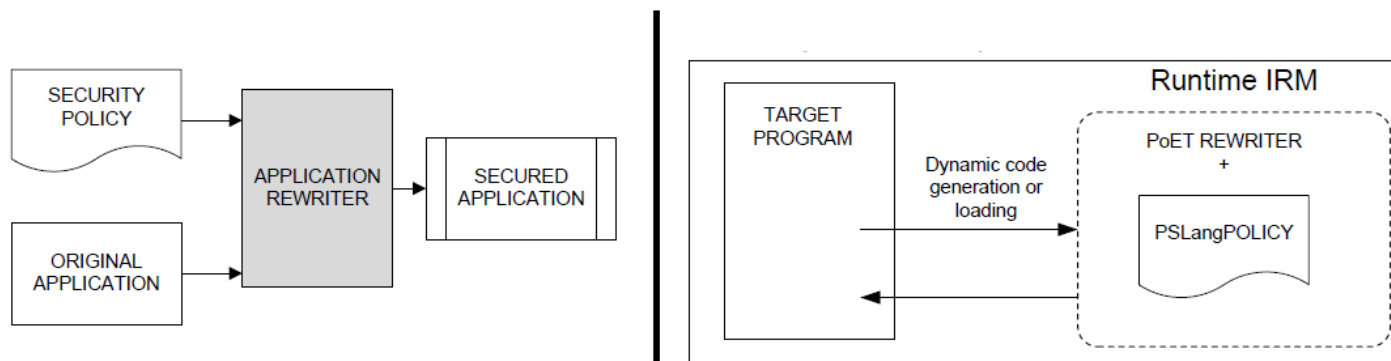 SECURITY
POLICY
ORIGINAL
APPLICATION
APPLICATION
REWRITER
SECURED
APPLICATION
TARGET
PROGRAM
Dynamic code
generation or
loading
Runtime IRM
PoET REWRITER
+
PSLangPOLICY